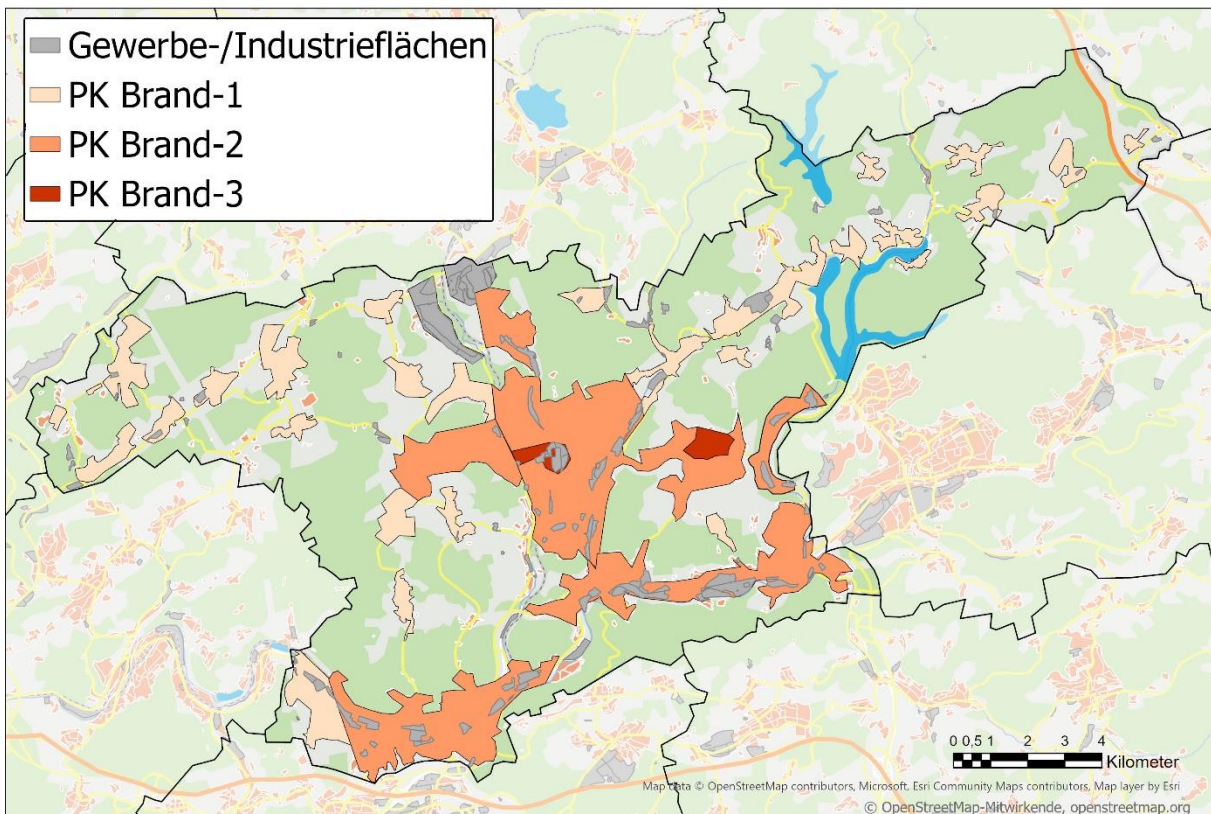 Gewerbe-/Industrieflächen
PK Brand-1
PK Brand-2
PK Brand-3
0 0,5 1 2 3 4
Kilometer
Map data © OpenStreetMap contributors, Microsoft, Esri Community Maps contributors, Map layer by Esri
© OpenStreetMap-Mitwirkende, openstreetmap.org